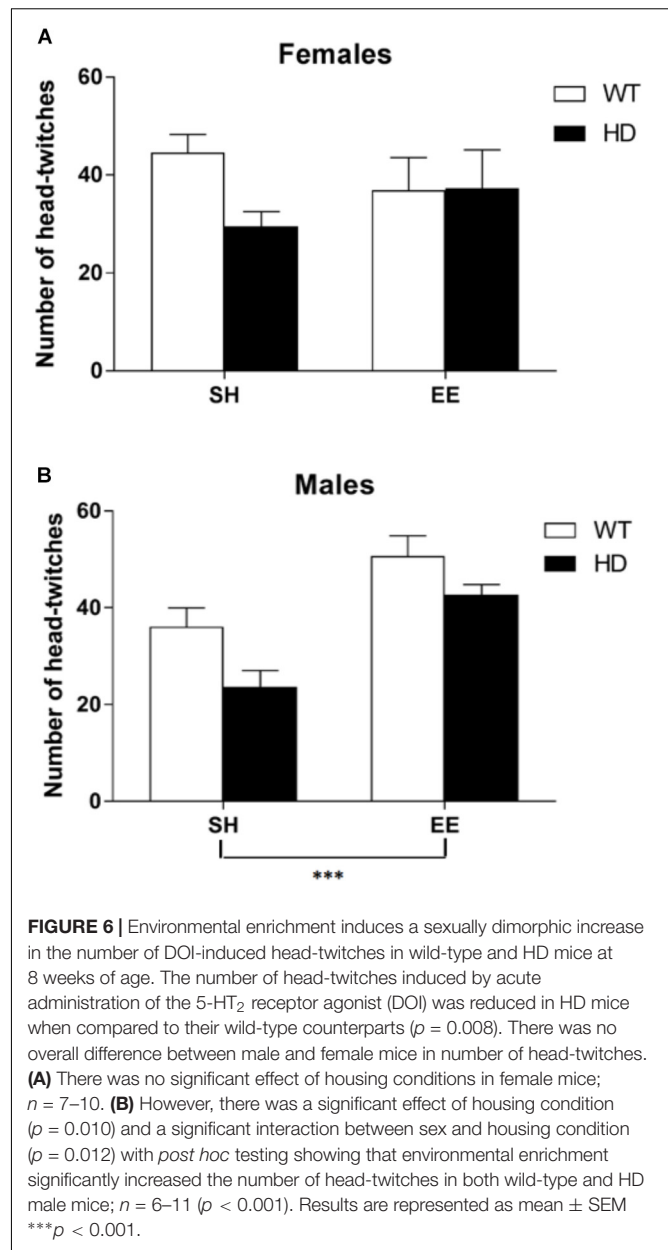 A
Females
60
40
20
0
Number of head-twitches
WT
HD
SH
EE
B
Males
60
40
20
0
Number of head-twitches
WT
HD
SH
EE
***
FIGURE 6 | Environmental enrichment induces a sexually dimorphic increase
in the number of DOI-induced head-twitches in wild-type and HD mice at
8 weeks of age. The number of head-twitches induced by acute
administration of the 5-HT₂ receptor agonist (DOI) was reduced in HD mice
when compared to their wild-type counterparts (p = 0.008). There was no
overall difference between male and female mice in number of head-twitches.
(A) There was no significant effect of housing conditions in female mice;
n = 7–10. (B) However, there was a significant effect of housing condition
(p = 0.010) and a significant interaction between sex and housing condition
(p = 0.012) with post hoc testing showing that environmental enrichment
significantly increased the number of head-twitches in both wild-type and HD
male mice; n = 6–11 (p < 0.001). Results are represented as mean ± SEM
***p < 0.001.